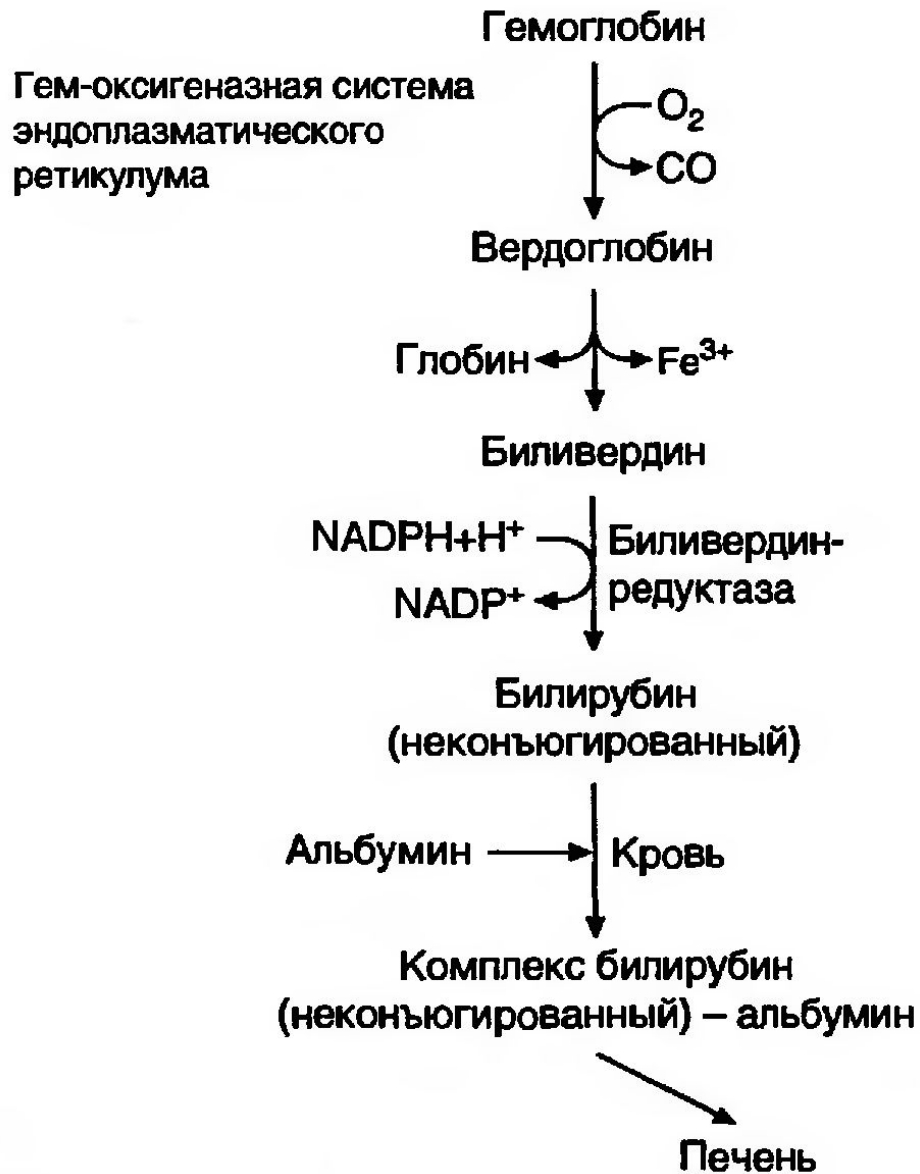 Гемоглобин
Гем-оксигеназная система
эндоплазматического
ретикулума
O₂
CO
Вердоглобин
Глобин
Fe³⁺
Биливердин
NADPH+H⁺
NADP⁺
Биливердин-
редуктаза
Билирубин
(неконъюгированный)
Альбумин
Кровь
Комплекс билирубин
(неконъюгированный) – альбумин
Печень